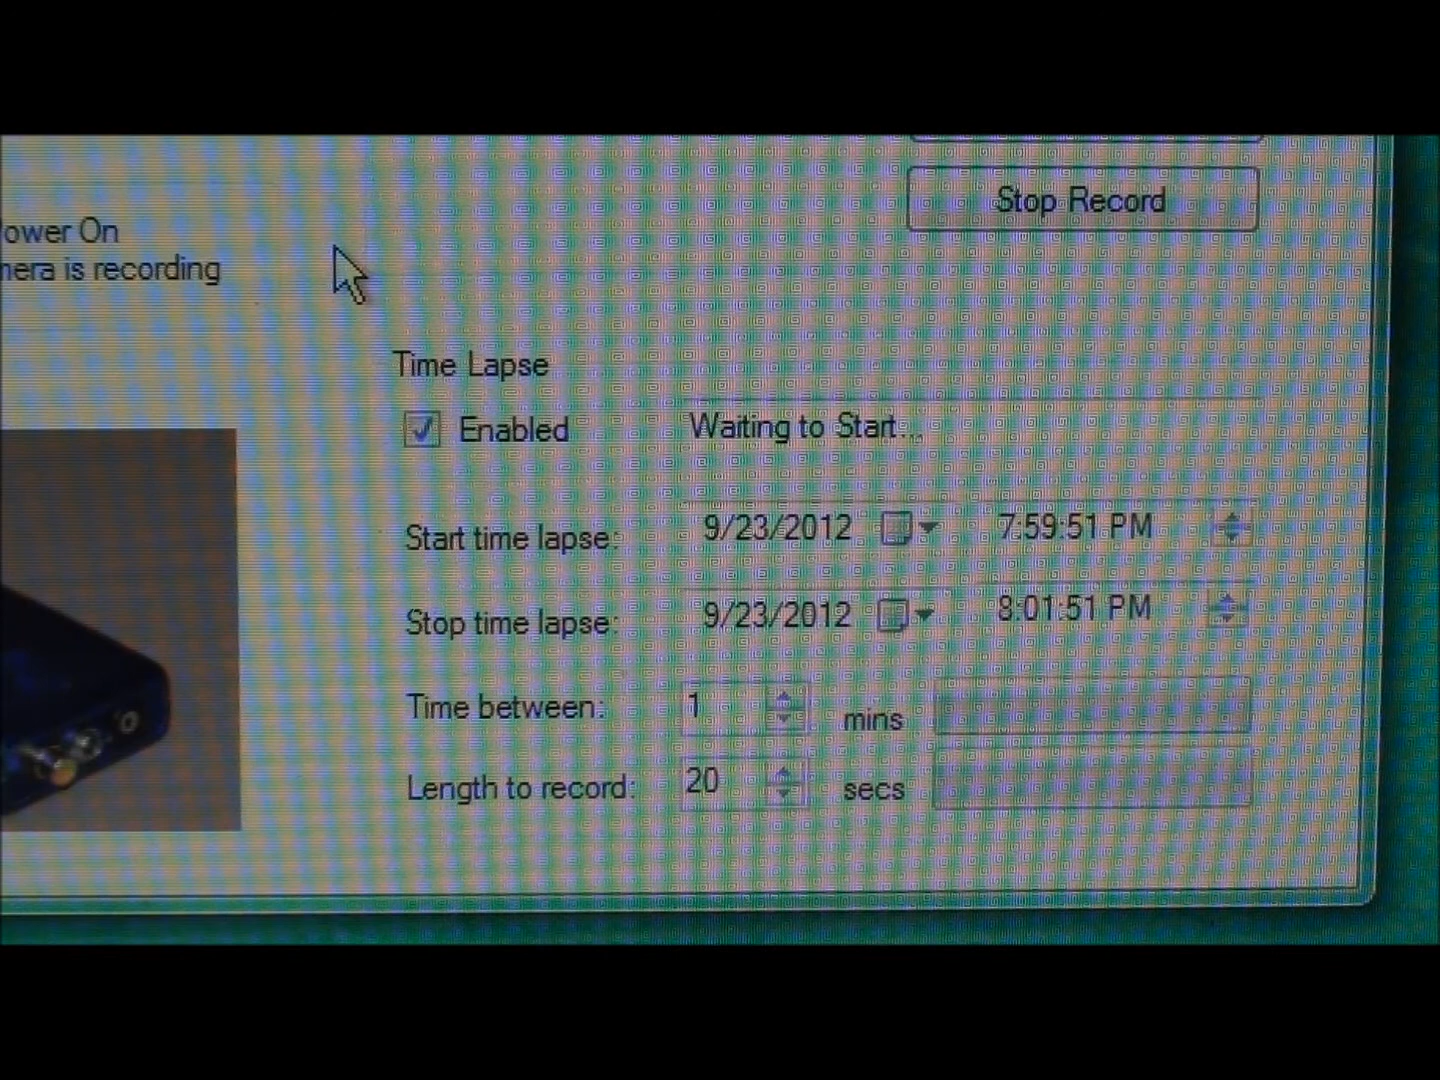 Stop Record
ower On
era is recording
Time Lapse
Enabled
Waiting to Start...
Start time lapse: 9/23/2012 7:59:51 PM
Stop time lapse: 9/23/2012 8:01:51 PM
Time between: 1 mins
Length to record: 20 secs